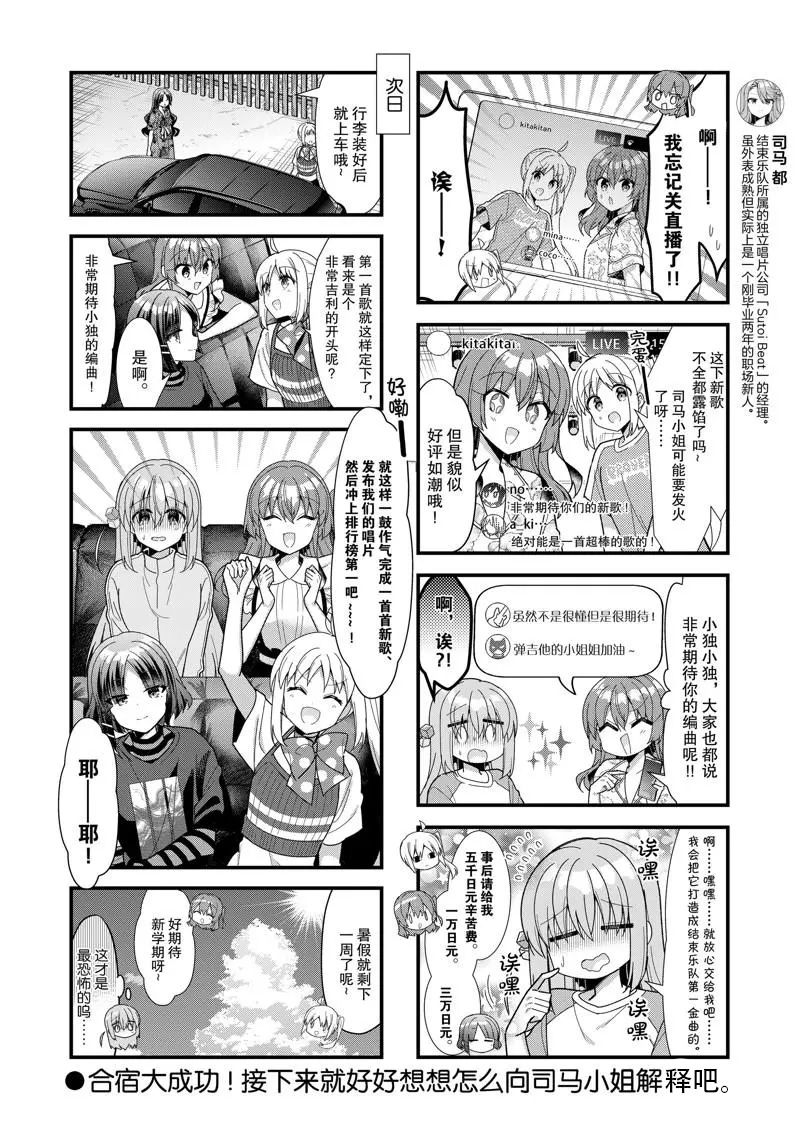 司马 都
结束乐队所属的独立唱片公司「Sutoi Beat」的经理。
虽外表成熟但实际上是一个刚毕业两年的职场新人。
kitakitan
LIVE
啊——！
我忘记关直播了!!
诶——！
mina……
coco……
kitakitan
LIVE
15
完蛋
这下新歌
不全都露馅了吗~
司马小姐可能要发火
了呀……
但是貌似
好评如潮哦！
no……
非常期待你们的新歌！
a_ki…
绝对能是一首超棒的歌的！
小独小独，大家也都说
非常期待你的编曲呢!!
虽然不是很懂但是很期待！
弹吉他的小姐姐加油~
啊，诶?!
啊……嘿嘿……就放心交给我吧……
我会把它打造成结束乐队第一金曲的。
诶嘿
诶嘿
诶嘿
诶嘿
事后请给我
五千日元辛苦费。
一万日元。
三万日元。
次日
行李装好后
就上车哦~
第一首歌就这样定下了，
看来是个
非常吉利的开头呢？
是啊。
非常期待小独的编曲！
好嘞——
就这样一鼓作气完成一首首新歌、
发布我们的唱片
然后冲上排行榜第一吧~~~！
耶——耶！
暑假就剩下
一周了呢~
好期待
新学期呀~
这才是
最恐怖的呜……
●合宿大成功！接下来就好好想想怎么向司马小姐解释吧。